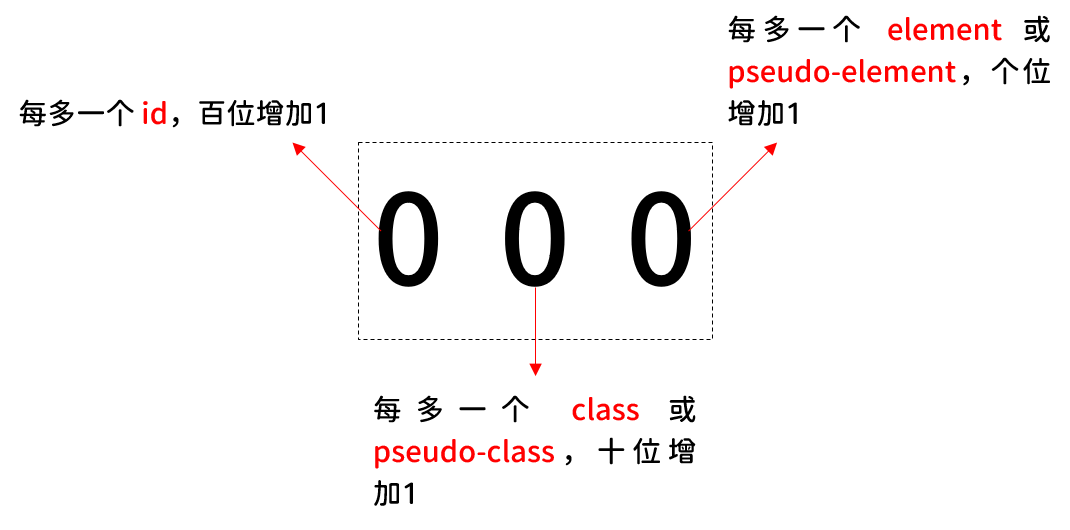 每多一个 element 或
pseudo-element，个位
增加1
每多一个 id，百位增加1
0 0 0
每多一个 class 或
pseudo-class，十位增
加1